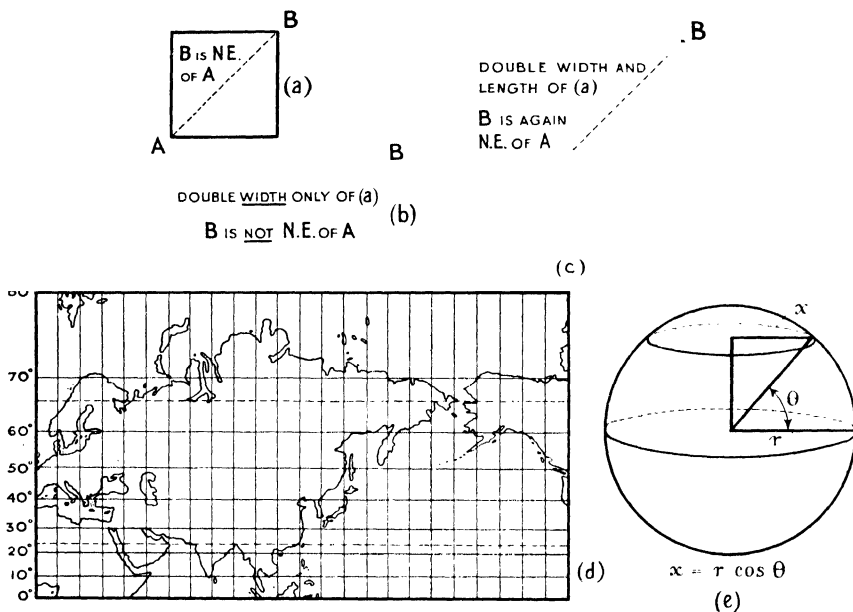 B
B IS N.E.
OF A
(a)
A
B
DOUBLE WIDTH AND
LENGTH OF (a)
B IS AGAIN
N.E. OF A
B
DOUBLE WIDTH ONLY OF (a)
(b)
B IS NOT N.E. OF A
(c)
80°
70°
60°
50°
40°
30°
20°
10°
0°
(d)
x
θ
r
x = r cos θ
(e)